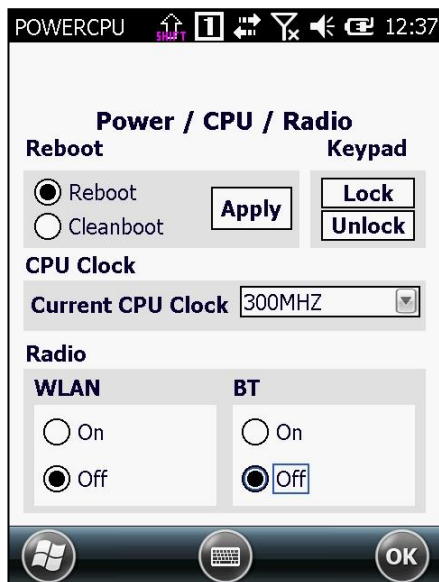 POWERCPU SHIFT 1 12:37
Power / CPU / Radio
Reboot Keypad
Reboot Apply Lock
Cleanboot Unlock
CPU Clock
Current CPU Clock 300MHZ
Radio
WLAN BT
On On
Off Off
OK